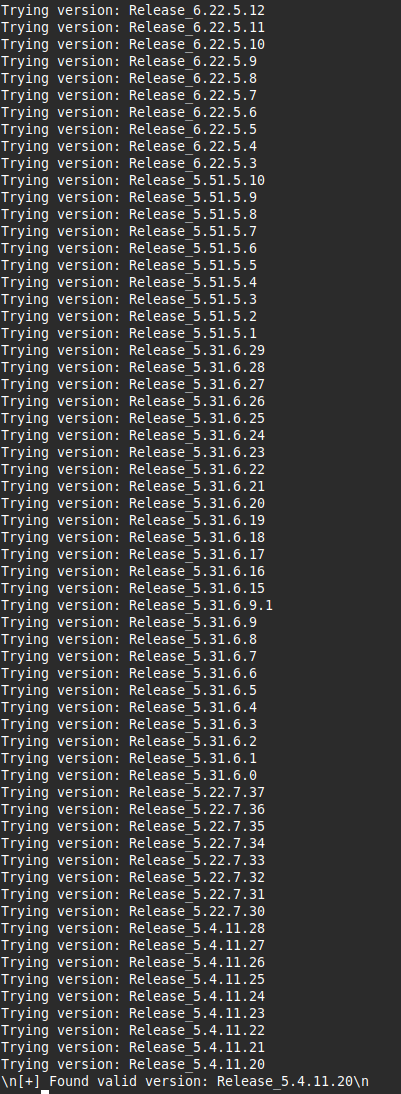 Trying version: Release_6.22.5.12
Trying version: Release_6.22.5.11
Trying version: Release_6.22.5.10
Trying version: Release_6.22.5.9
Trying version: Release_6.22.5.8
Trying version: Release_6.22.5.7
Trying version: Release_6.22.5.6
Trying version: Release_6.22.5.5
Trying version: Release_6.22.5.4
Trying version: Release_6.22.5.3
Trying version: Release_5.51.5.10
Trying version: Release_5.51.5.9
Trying version: Release_5.51.5.8
Trying version: Release_5.51.5.7
Trying version: Release_5.51.5.6
Trying version: Release_5.51.5.5
Trying version: Release_5.51.5.4
Trying version: Release_5.51.5.3
Trying version: Release_5.51.5.2
Trying version: Release_5.51.5.1
Trying version: Release_5.31.6.29
Trying version: Release_5.31.6.28
Trying version: Release_5.31.6.27
Trying version: Release_5.31.6.26
Trying version: Release_5.31.6.25
Trying version: Release_5.31.6.24
Trying version: Release_5.31.6.23
Trying version: Release_5.31.6.22
Trying version: Release_5.31.6.21
Trying version: Release_5.31.6.20
Trying version: Release_5.31.6.19
Trying version: Release_5.31.6.18
Trying version: Release_5.31.6.17
Trying version: Release_5.31.6.16
Trying version: Release_5.31.6.15
Trying version: Release_5.31.6.9.1
Trying version: Release_5.31.6.9
Trying version: Release_5.31.6.8
Trying version: Release_5.31.6.7
Trying version: Release_5.31.6.6
Trying version: Release_5.31.6.5
Trying version: Release_5.31.6.4
Trying version: Release_5.31.6.3
Trying version: Release_5.31.6.2
Trying version: Release_5.31.6.1
Trying version: Release_5.31.6.0
Trying version: Release_5.22.7.37
Trying version: Release_5.22.7.36
Trying version: Release_5.22.7.35
Trying version: Release_5.22.7.34
Trying version: Release_5.22.7.33
Trying version: Release_5.22.7.32
Trying version: Release_5.22.7.31
Trying version: Release_5.22.7.30
Trying version: Release_5.4.11.28
Trying version: Release_5.4.11.27
Trying version: Release_5.4.11.26
Trying version: Release_5.4.11.25
Trying version: Release_5.4.11.24
Trying version: Release_5.4.11.23
Trying version: Release_5.4.11.22
Trying version: Release_5.4.11.21
Trying version: Release_5.4.11.20
\n[+] Found valid version: Release_5.4.11.20\n